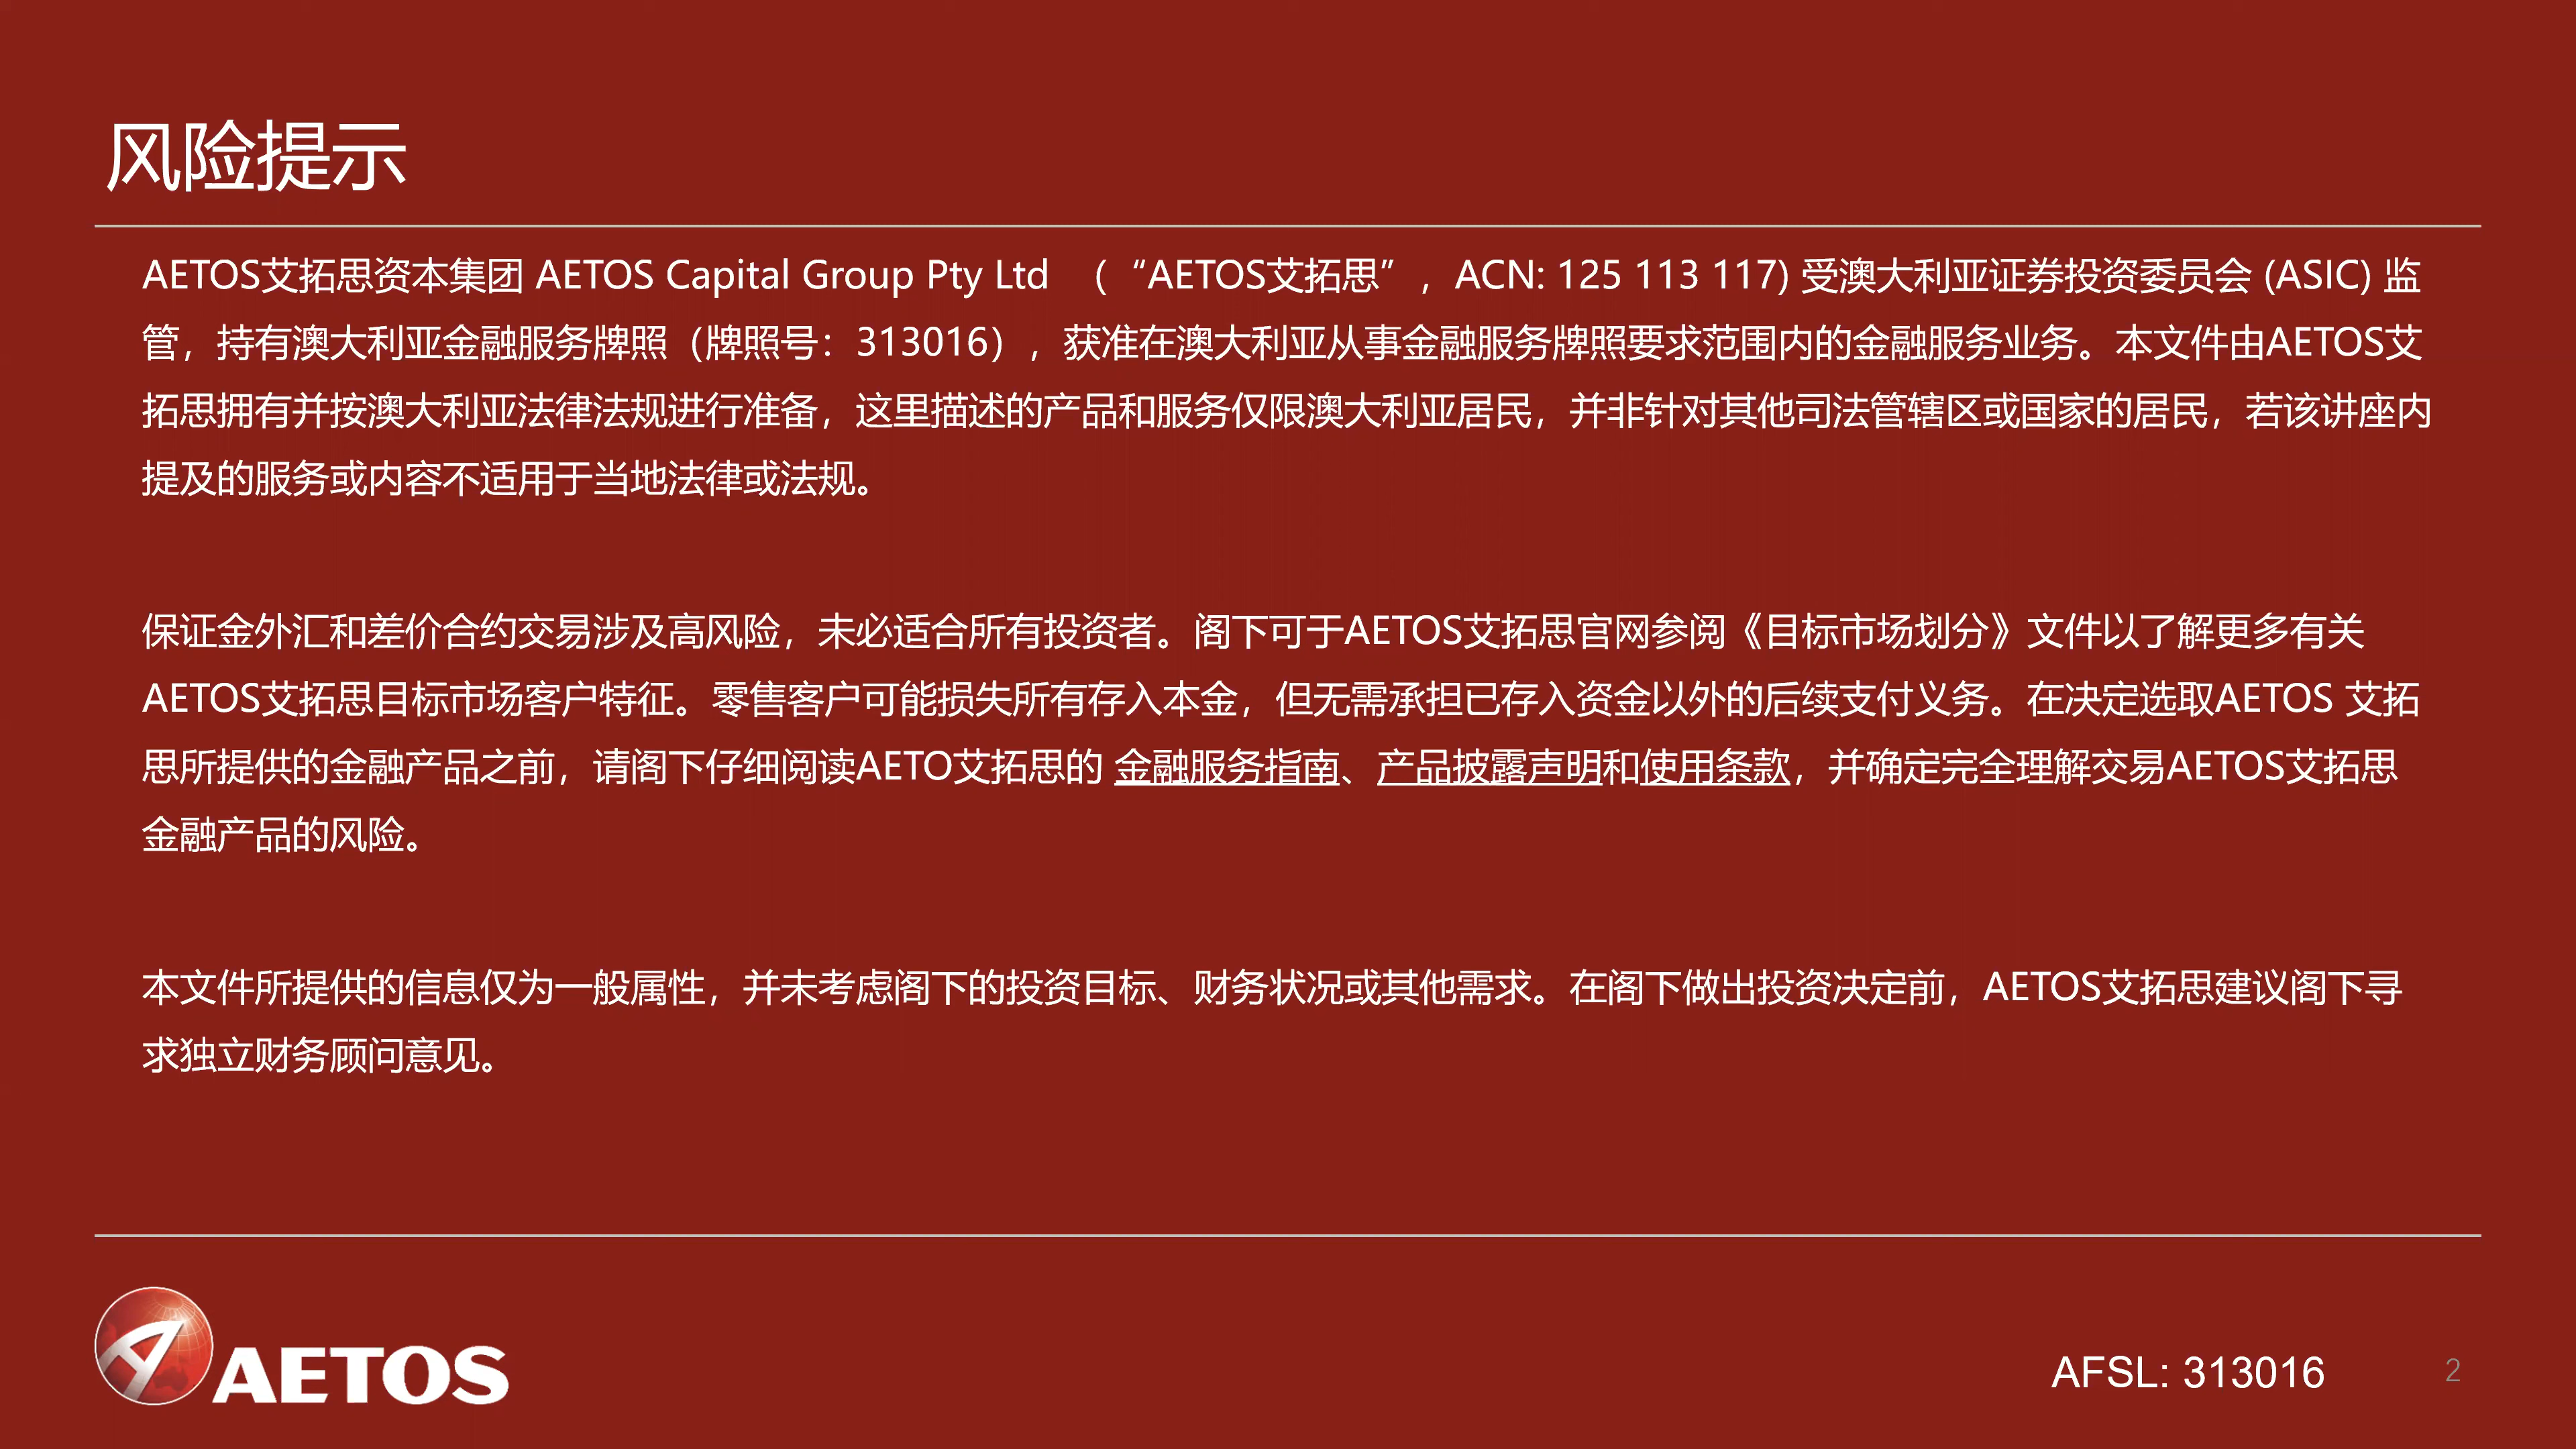 风险提示
AETOS艾拓思资本集团 AETOS Capital Group Pty Ltd （“AETOS艾拓思”，ACN: 125 113 117) 受澳大利亚证券投资委员会 (ASIC) 监
管，持有澳大利亚金融服务牌照（牌照号：313016），获准在澳大利亚从事金融服务牌照要求范围内的金融服务业务。本文件由AETOS艾
拓思拥有并按澳大利亚法律法规进行准备，这里描述的产品和服务仅限澳大利亚居民，并非针对其他司法管辖区或国家的居民，若该讲座内
提及的服务或内容不适用于当地法律或法规。
保证金外汇和差价合约交易涉及高风险，未必适合所有投资者。阁下可于AETOS艾拓思官网参阅《目标市场划分》文件以了解更多有关
AETOS艾拓思目标市场客户特征。零售客户可能损失所有存入本金，但无需承担已存入资金以外的后续支付义务。在决定选取AETOS 艾拓
思所提供的金融产品之前，请阁下仔细阅读AETO艾拓思的 金融服务指南、产品披露声明和使用条款，并确定完全理解交易AETOS艾拓思
金融产品的风险。
本文件所提供的信息仅为一般属性，并未考虑阁下的投资目标、财务状况或其他需求。在阁下做出投资决定前，AETOS艾拓思建议阁下寻
求独立财务顾问意见。
AETOS
AFSL: 313016
2